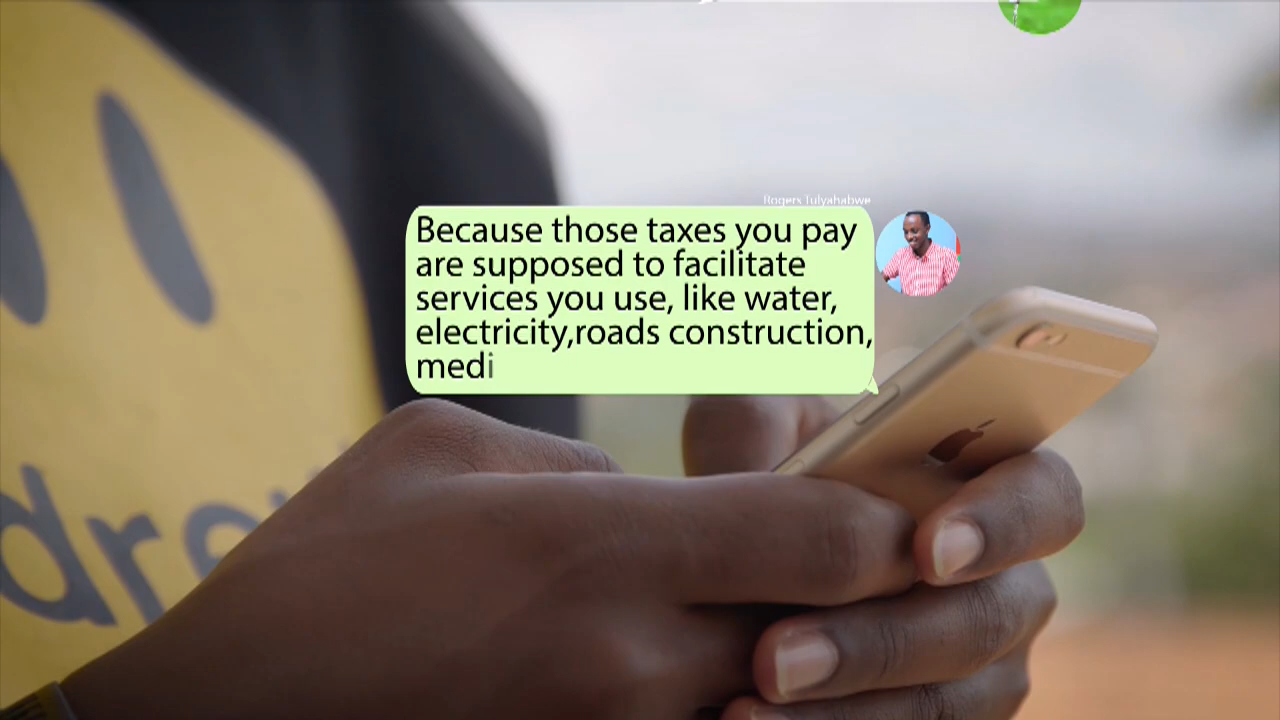 Rogers Tulyahabwe
Because those taxes you pay
are supposed to facilitate
services you use, like water,
electricity,roads construction,
medi
dre